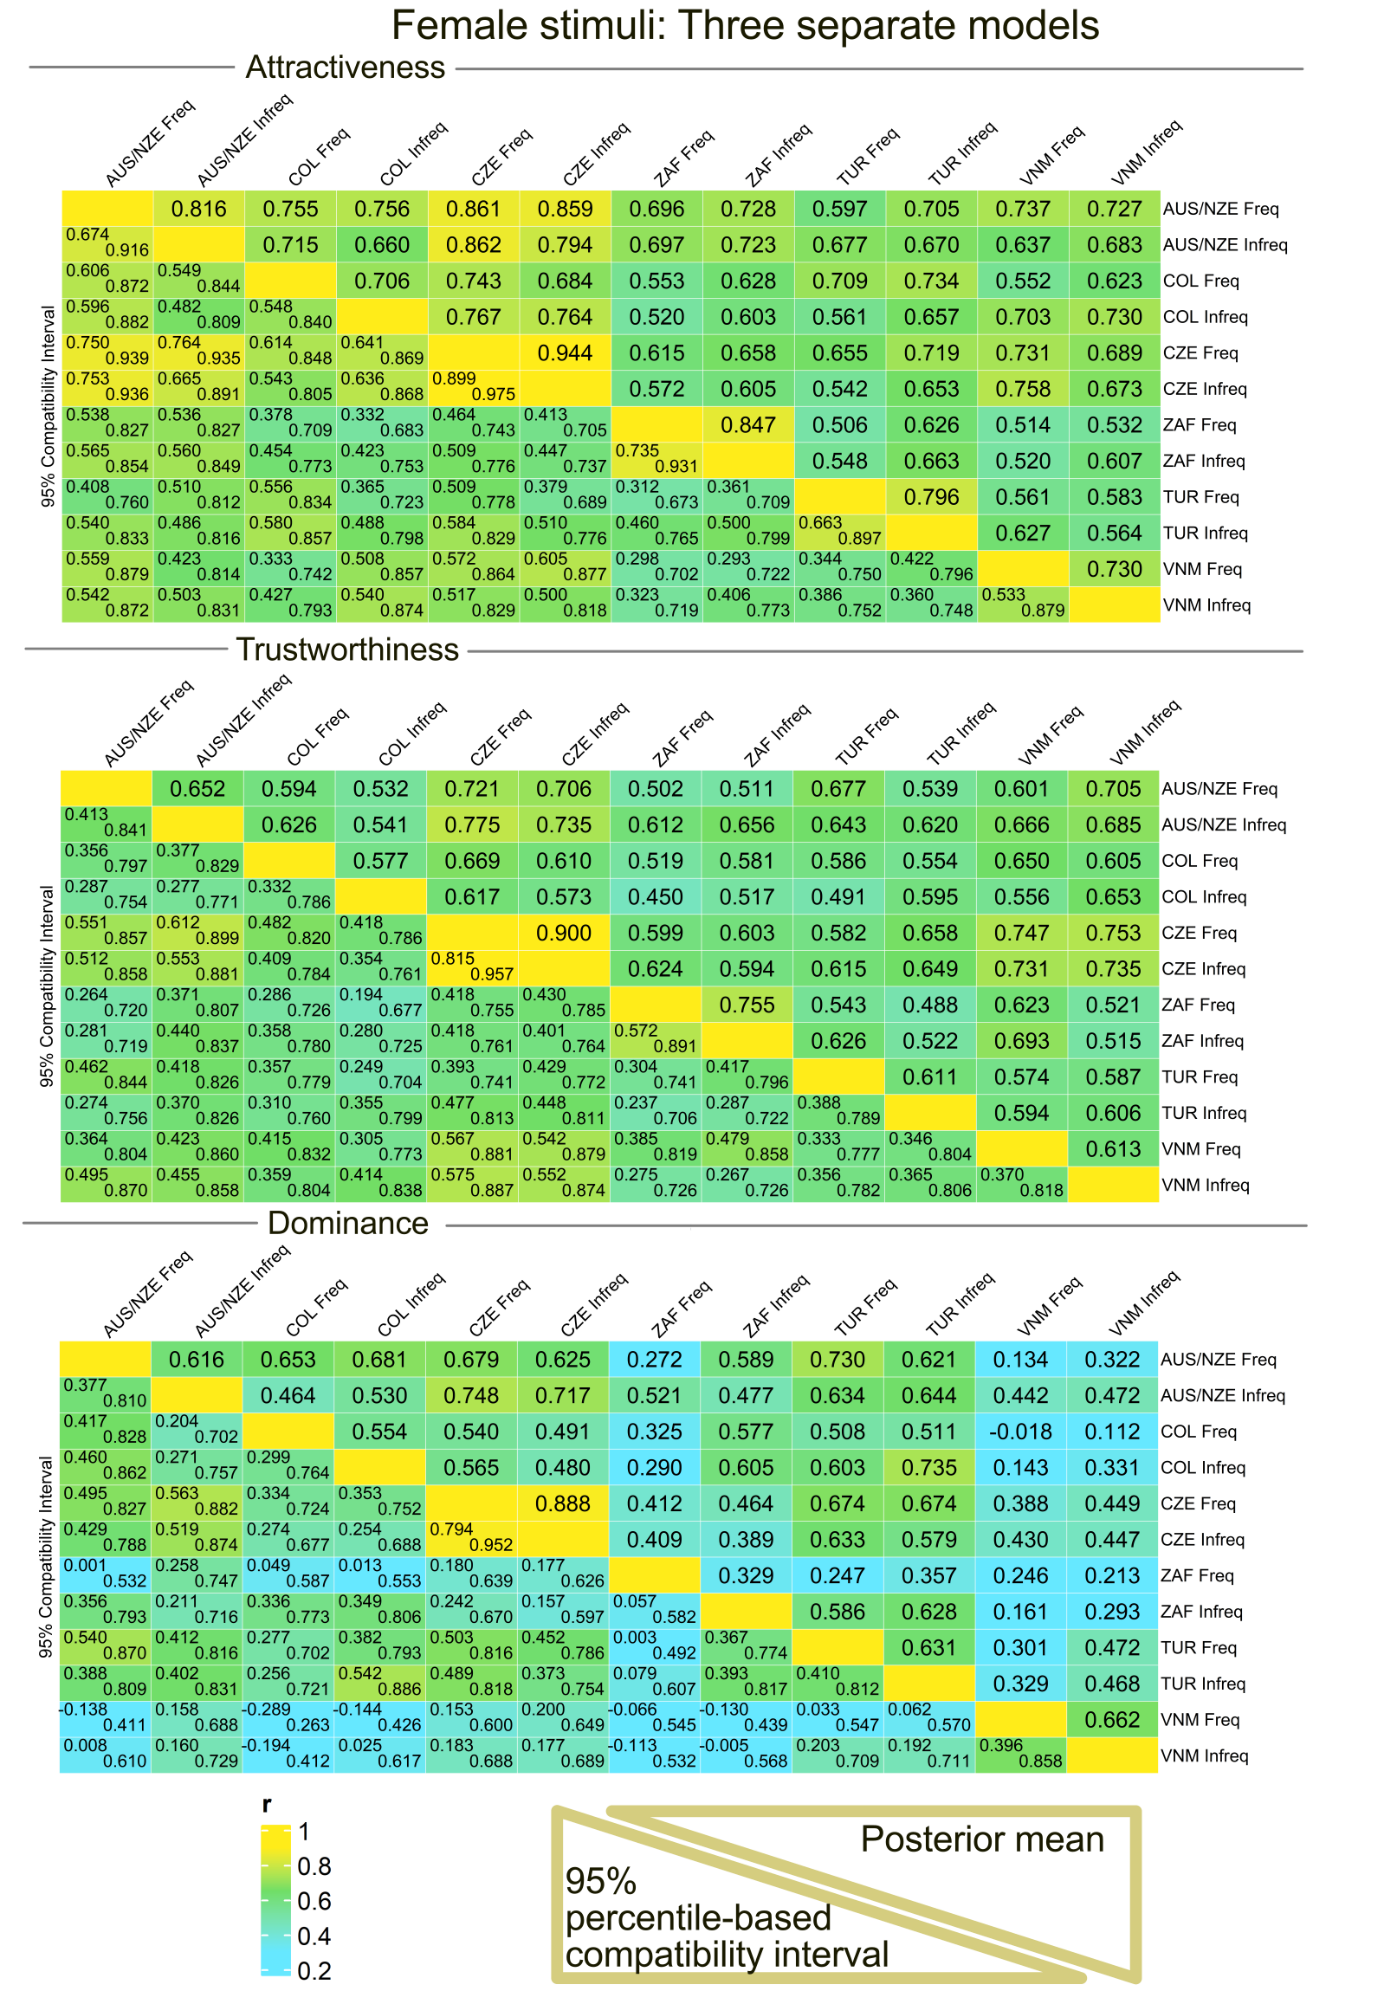 Female stimuli: Three separate models
Attractiveness
AUS/NZE Freq
AUS/NZE Infreq
COL Freq
COL Infreq
CZE Freq
CZE Infreq
ZAF Freq
ZAF Infreq
TUR Freq
TUR Infreq
VNM Freq
VNM Infreq
0.816 0.755 0.756 0.861 0.859 0.696 0.728 0.597 0.705 0.737 0.727 AUS/NZE Freq
0.674 0.916 0.715 0.660 0.862 0.794 0.697 0.723 0.677 0.670 0.637 0.683 AUS/NZE Infreq
0.606 0.872 0.549 0.844 0.706 0.743 0.684 0.553 0.628 0.709 0.734 0.552 0.623 COL Freq
0.596 0.882 0.482 0.809 0.548 0.840 0.767 0.764 0.520 0.603 0.561 0.657 0.703 0.730 COL Infreq
0.750 0.939 0.764 0.935 0.614 0.848 0.641 0.869 0.944 0.615 0.658 0.655 0.719 0.731 0.689 CZE Freq
0.753 0.936 0.665 0.891 0.543 0.805 0.636 0.868 0.899 0.975 0.572 0.605 0.542 0.653 0.758 0.673 CZE Infreq
0.538 0.827 0.536 0.827 0.378 0.709 0.332 0.683 0.464 0.743 0.413 0.705 0.847 0.506 0.626 0.514 0.532 ZAF Freq
0.565 0.854 0.560 0.849 0.454 0.773 0.423 0.753 0.509 0.776 0.447 0.737 0.735 0.931 0.548 0.663 0.520 0.607 ZAF Infreq
0.408 0.760 0.510 0.812 0.556 0.834 0.365 0.723 0.509 0.778 0.379 0.689 0.312 0.673 0.361 0.709 0.796 0.561 0.583 TUR Freq
0.540 0.833 0.486 0.816 0.580 0.857 0.488 0.798 0.584 0.829 0.510 0.776 0.460 0.765 0.500 0.799 0.663 0.897 0.627 0.564 TUR Infreq
0.559 0.879 0.423 0.814 0.333 0.742 0.508 0.857 0.572 0.864 0.605 0.877 0.298 0.702 0.293 0.722 0.344 0.750 0.422 0.796 0.730 VNM Freq
0.542 0.872 0.503 0.831 0.427 0.793 0.540 0.874 0.517 0.829 0.500 0.818 0.323 0.719 0.406 0.773 0.386 0.752 0.360 0.748 0.533 0.879 VNM Infreq
95% Compatibility Interval
Trustworthiness
AUS/NZE Freq
AUS/NZE Infreq
COL Freq
COL Infreq
CZE Freq
CZE Infreq
ZAF Freq
ZAF Infreq
TUR Freq
TUR Infreq
VNM Freq
VNM Infreq
0.652 0.594 0.532 0.721 0.706 0.502 0.511 0.677 0.539 0.601 0.705 AUS/NZE Freq
0.413 0.841 0.626 0.541 0.775 0.735 0.612 0.656 0.643 0.620 0.666 0.685 AUS/NZE Infreq
0.356 0.797 0.377 0.829 0.577 0.669 0.610 0.519 0.581 0.586 0.554 0.650 0.605 COL Freq
0.287 0.754 0.277 0.771 0.332 0.786 0.617 0.573 0.450 0.517 0.491 0.595 0.556 0.653 COL Infreq
0.551 0.857 0.612 0.899 0.482 0.820 0.418 0.786 0.900 0.599 0.603 0.582 0.658 0.747 0.753 CZE Freq
0.512 0.858 0.553 0.881 0.409 0.784 0.354 0.761 0.815 0.957 0.624 0.594 0.615 0.649 0.731 0.735 CZE Infreq
0.264 0.720 0.371 0.807 0.286 0.726 0.194 0.677 0.418 0.755 0.430 0.785 0.755 0.543 0.488 0.623 0.521 ZAF Freq
0.281 0.719 0.440 0.837 0.358 0.780 0.280 0.725 0.418 0.761 0.401 0.764 0.572 0.891 0.626 0.522 0.693 0.515 ZAF Infreq
0.462 0.844 0.418 0.826 0.357 0.779 0.249 0.704 0.393 0.741 0.429 0.772 0.304 0.741 0.417 0.796 0.611 0.574 0.587 TUR Freq
0.274 0.756 0.370 0.826 0.310 0.760 0.355 0.799 0.477 0.813 0.448 0.811 0.237 0.706 0.287 0.722 0.388 0.789 0.594 0.606 TUR Infreq
0.364 0.804 0.423 0.860 0.415 0.832 0.305 0.773 0.567 0.881 0.542 0.879 0.385 0.819 0.479 0.858 0.333 0.777 0.346 0.804 0.613 VNM Freq
0.495 0.870 0.455 0.858 0.359 0.804 0.414 0.838 0.575 0.887 0.552 0.874 0.275 0.726 0.267 0.726 0.356 0.782 0.365 0.806 0.370 0.818 VNM Infreq
95% Compatibility Interval
Dominance
AUS/NZE Freq
AUS/NZE Infreq
COL Freq
COL Infreq
CZE Freq
CZE Infreq
ZAF Freq
ZAF Infreq
TUR Freq
TUR Infreq
VNM Freq
VNM Infreq
0.616 0.653 0.681 0.679 0.625 0.272 0.589 0.730 0.621 0.134 0.322 AUS/NZE Freq
0.377 0.810 0.464 0.530 0.748 0.717 0.521 0.477 0.634 0.644 0.442 0.472 AUS/NZE Infreq
0.417 0.828 0.204 0.702 0.554 0.540 0.491 0.325 0.577 0.508 0.511 -0.018 0.112 COL Freq
0.460 0.862 0.271 0.757 0.299 0.764 0.565 0.480 0.290 0.605 0.603 0.735 0.143 0.331 COL Infreq
0.495 0.827 0.563 0.882 0.334 0.724 0.353 0.752 0.888 0.412 0.464 0.674 0.674 0.388 0.449 CZE Freq
0.429 0.788 0.519 0.874 0.274 0.677 0.254 0.688 0.794 0.952 0.409 0.389 0.633 0.579 0.430 0.447 CZE Infreq
0.001 0.532 0.258 0.747 0.049 0.587 0.013 0.553 0.180 0.639 0.177 0.626 0.329 0.247 0.357 0.246 0.213 ZAF Freq
0.356 0.793 0.211 0.716 0.336 0.773 0.349 0.806 0.242 0.670 0.157 0.597 0.057 0.582 0.586 0.628 0.161 0.293 ZAF Infreq
0.540 0.870 0.412 0.816 0.277 0.702 0.382 0.793 0.503 0.816 0.452 0.786 0.003 0.492 0.367 0.774 0.631 0.301 0.472 TUR Freq
0.388 0.809 0.402 0.831 0.256 0.721 0.542 0.886 0.489 0.818 0.373 0.754 0.079 0.607 0.393 0.817 0.410 0.812 0.329 0.468 TUR Infreq
-0.138 0.411 0.158 0.688 -0.289 0.263 -0.144 0.426 0.153 0.600 0.200 0.649 -0.066 0.545 -0.130 0.439 0.033 0.547 0.062 0.570 0.662 VNM Freq
0.008 0.610 0.160 0.729 -0.194 0.412 0.025 0.617 0.183 0.688 0.177 0.689 -0.113 0.532 -0.005 0.568 0.203 0.709 0.192 0.711 0.396 0.858 VNM Infreq
95% Compatibility Interval
r
1
0.8
0.6
0.4
0.2
Posterior mean
95%
percentile-based
compatibility interval